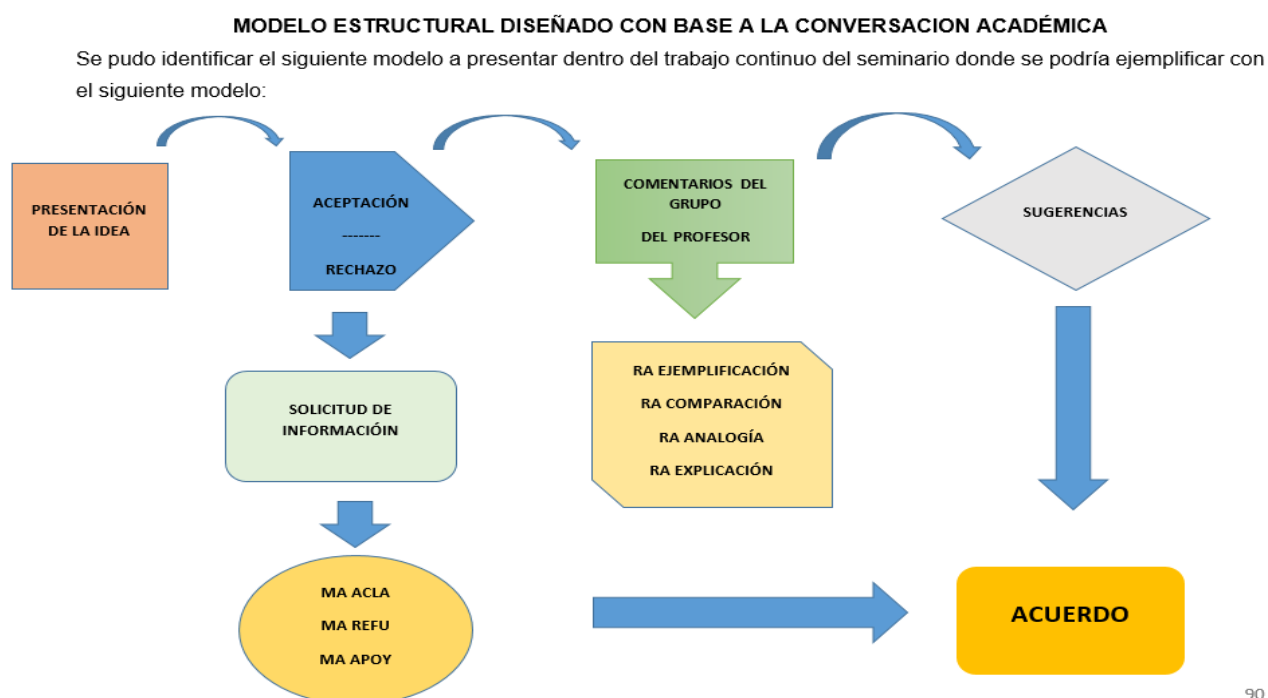 MODELO ESTRUCTURAL DISEÑADO CON BASE A LA CONVERSACION ACADÉMICA
Se pudo identificar el siguiente modelo a presentar dentro del trabajo continuo del seminario donde se podría ejemplificar con
el siguiente modelo:
PRESENTACIÓN
DE LA IDEA
ACEPTACIÓN
-------
RECHAZO
COMENTARIOS DEL
GRUPO
DEL PROFESOR
SUGERENCIAS
SOLICITUD DE
INFORMACIÓIN
RA EJEMPLIFICACIÓN
RA COMPARACIÓN
RA ANALOGÍA
RA EXPLICACIÓN
MA ACLA
MA REFU
MA APOY
ACUERDO
90